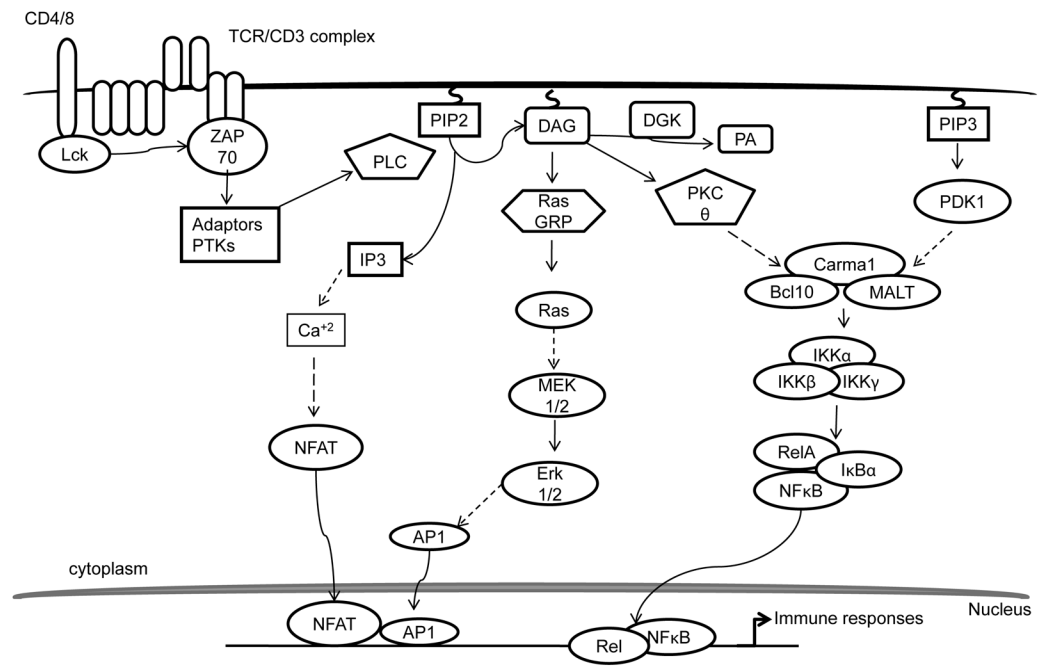 CD4/8
TCR/CD3 complex
Lck
ZAP
70
PIP2
DAG
DGK
PA
PIP3
PLC
Adaptors
PTKs
Ras
GRP
PKC
θ
PDK1
IP3
Carma1
Bcl10
MALT
Ca+2
Ras
IKKα
IKKβ
IKKγ
MEK
1/2
NFAT
RelA
IκBα
NFκB
Erk
1/2
AP1
cytoplasm
Nucleus
NFAT
AP1
Rel
NFκB
Immune responses